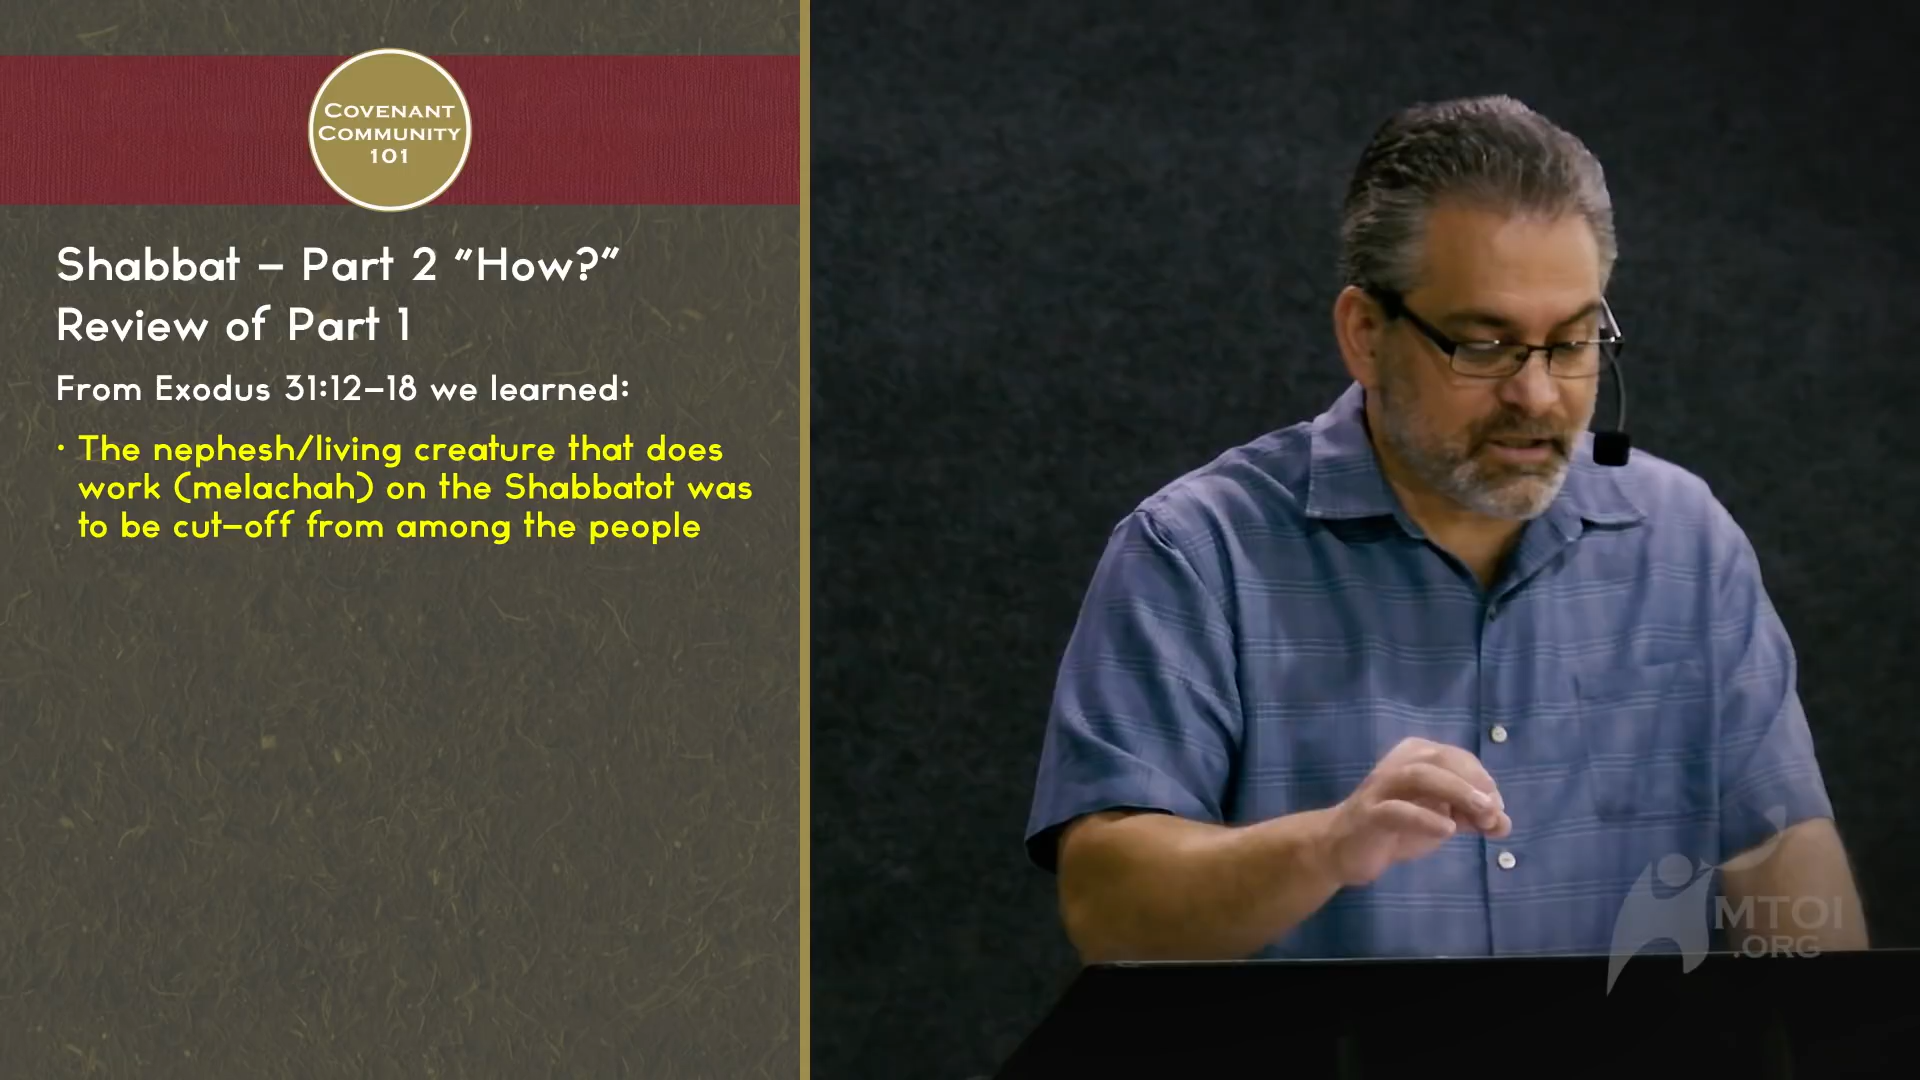 COVENANT
COMMUNITY
101
Shabbat – Part 2 “How?”
Review of Part 1
From Exodus 31:12–18 we learned:
• The nephesh/living creature that does
work (melachah) on the Shabbatot was
to be cut–off from among the people
MTOI
.ORG